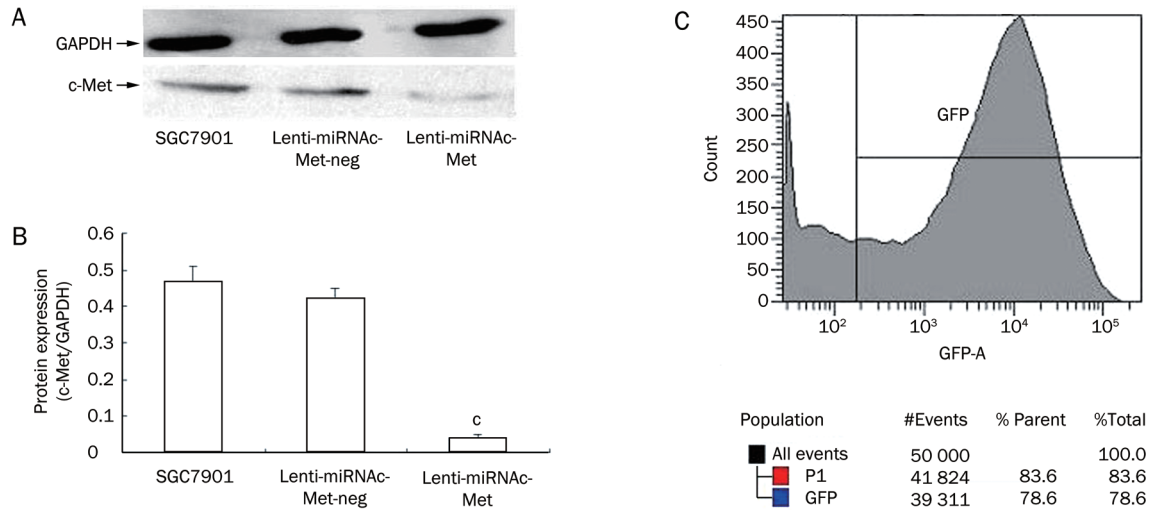 A
GAPDH
c-Met
SGC7901
Lenti-miRNAc-
Met-neg
Lenti-miRNAc-
Met
B
Protein expression
(c-Met/GAPDH)
0.6
0.5
0.4
0.3
0.2
0.1
0
c
SGC7901
Lenti-miRNAc-
Met-neg
Lenti-miRNAc-
Met
C
Count
450
400
350
300
250
200
150
100
50
0
GFP
10²
10³
10⁴
10⁵
GFP-A
Population #Events % Parent %Total
All events 50 000 100.0
P1 41 824 83.6 83.6
GFP 39 311 78.6 78.6